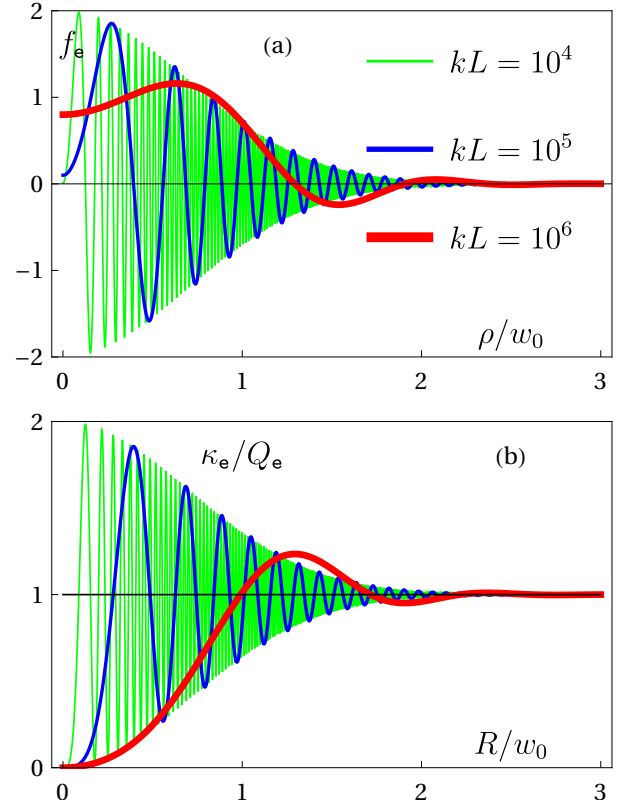 2
f_e
(a)
kL = 10^4
1
kL = 10^5
0
kL = 10^6
−1
ρ/w_0
−2
0 1 2 3
2
κ_e/Q_e
(b)
1
R/w_0
0
0 1 2 3